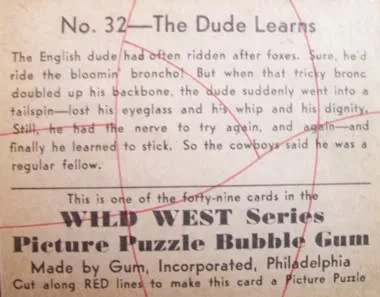 No. 32—The Dude Learns
The English dude had often ridden after foxes. Sure, he'd
ride the bloomin' broncho! But when that tricky bronc
doubled up his backbone, the dude suddenly went into a
tailspin—lost his eyeglass and his whip and his dignity.
Still, he had the nerve to try again, and again—and
finally he learned to stick. So the cowboys said he was a
regular fellow.
This is one of the forty-nine cards in the
WILD WEST Series
Picture Puzzle Bubble Gum
Made by Gum, Incorporated, Philadelphia
Cut along RED lines to make this card a Picture Puzzle